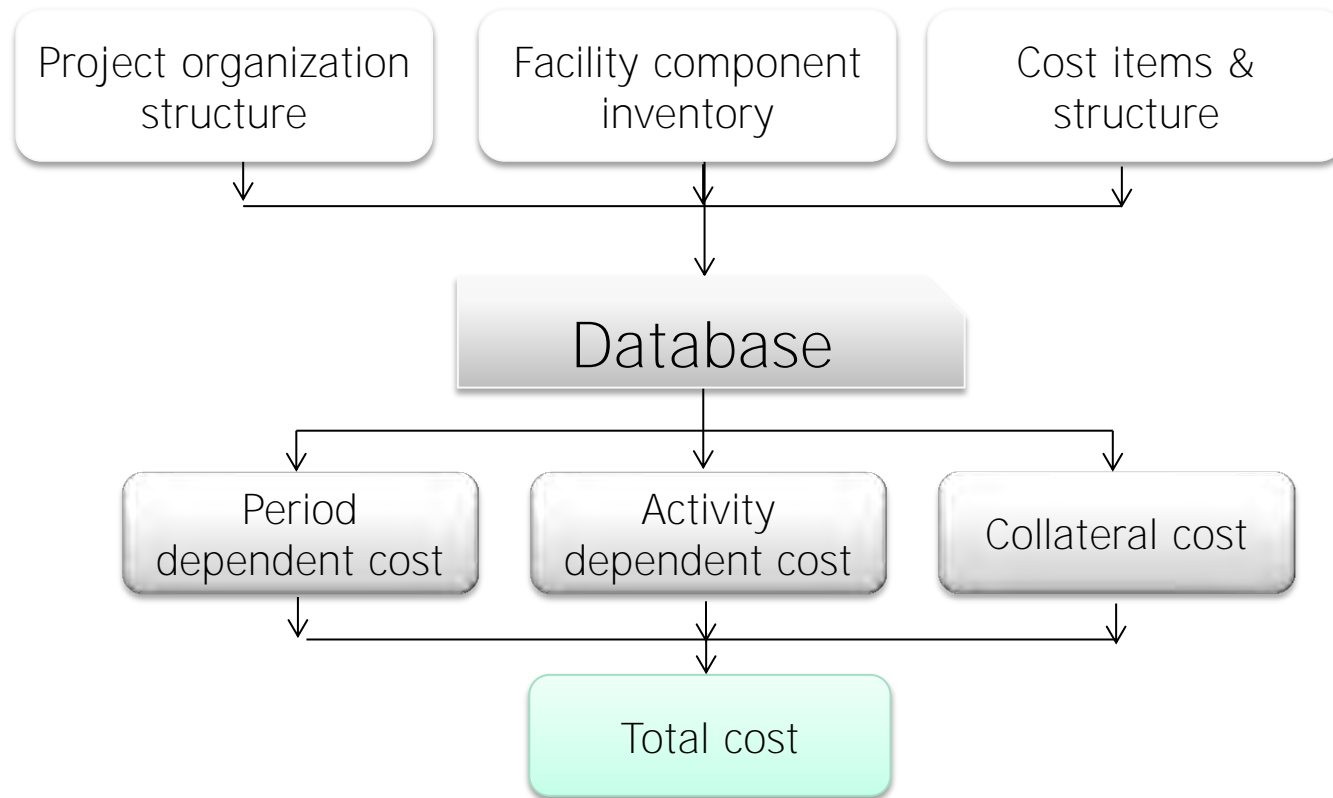 Project organization
structure
Facility component
inventory
Cost items &
structure
Database
Period
dependent cost
Activity
dependent cost
Collateral cost
Total cost